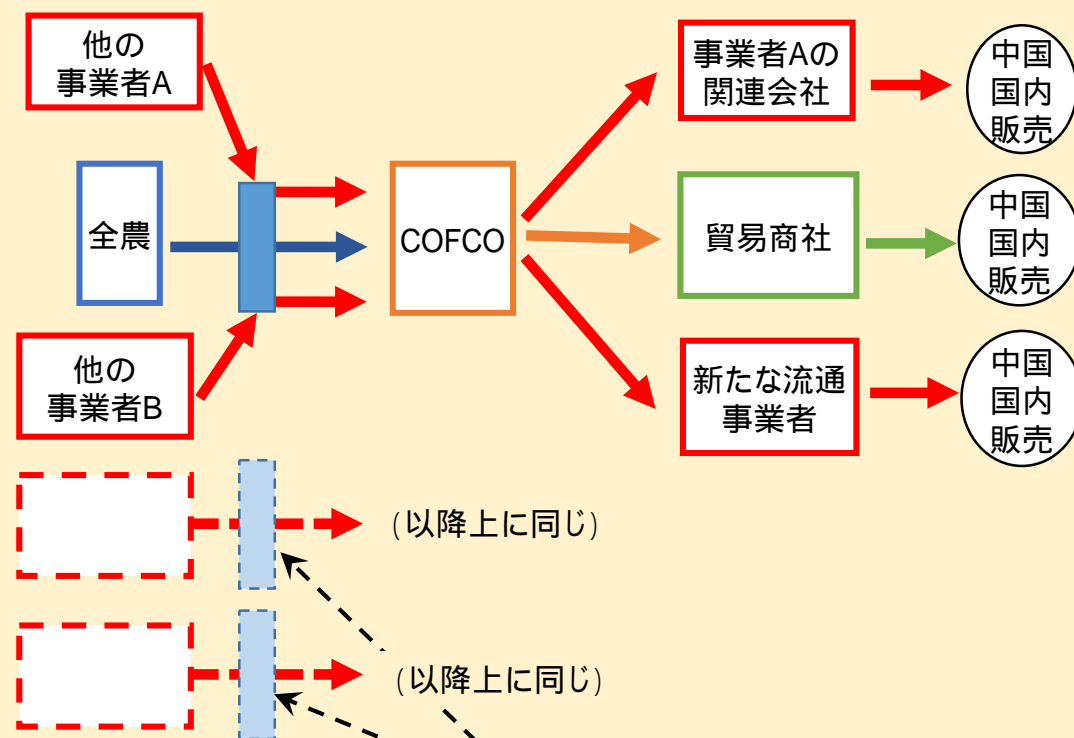 他の
事業者A
全農
他の
事業者B
COFCO
事業者Aの
関連会社
貿易商社
新たな流通
事業者
中国
国内
販売
中国
国内
販売
中国
国内
販売
(以降上に同じ)
(以降上に同じ)